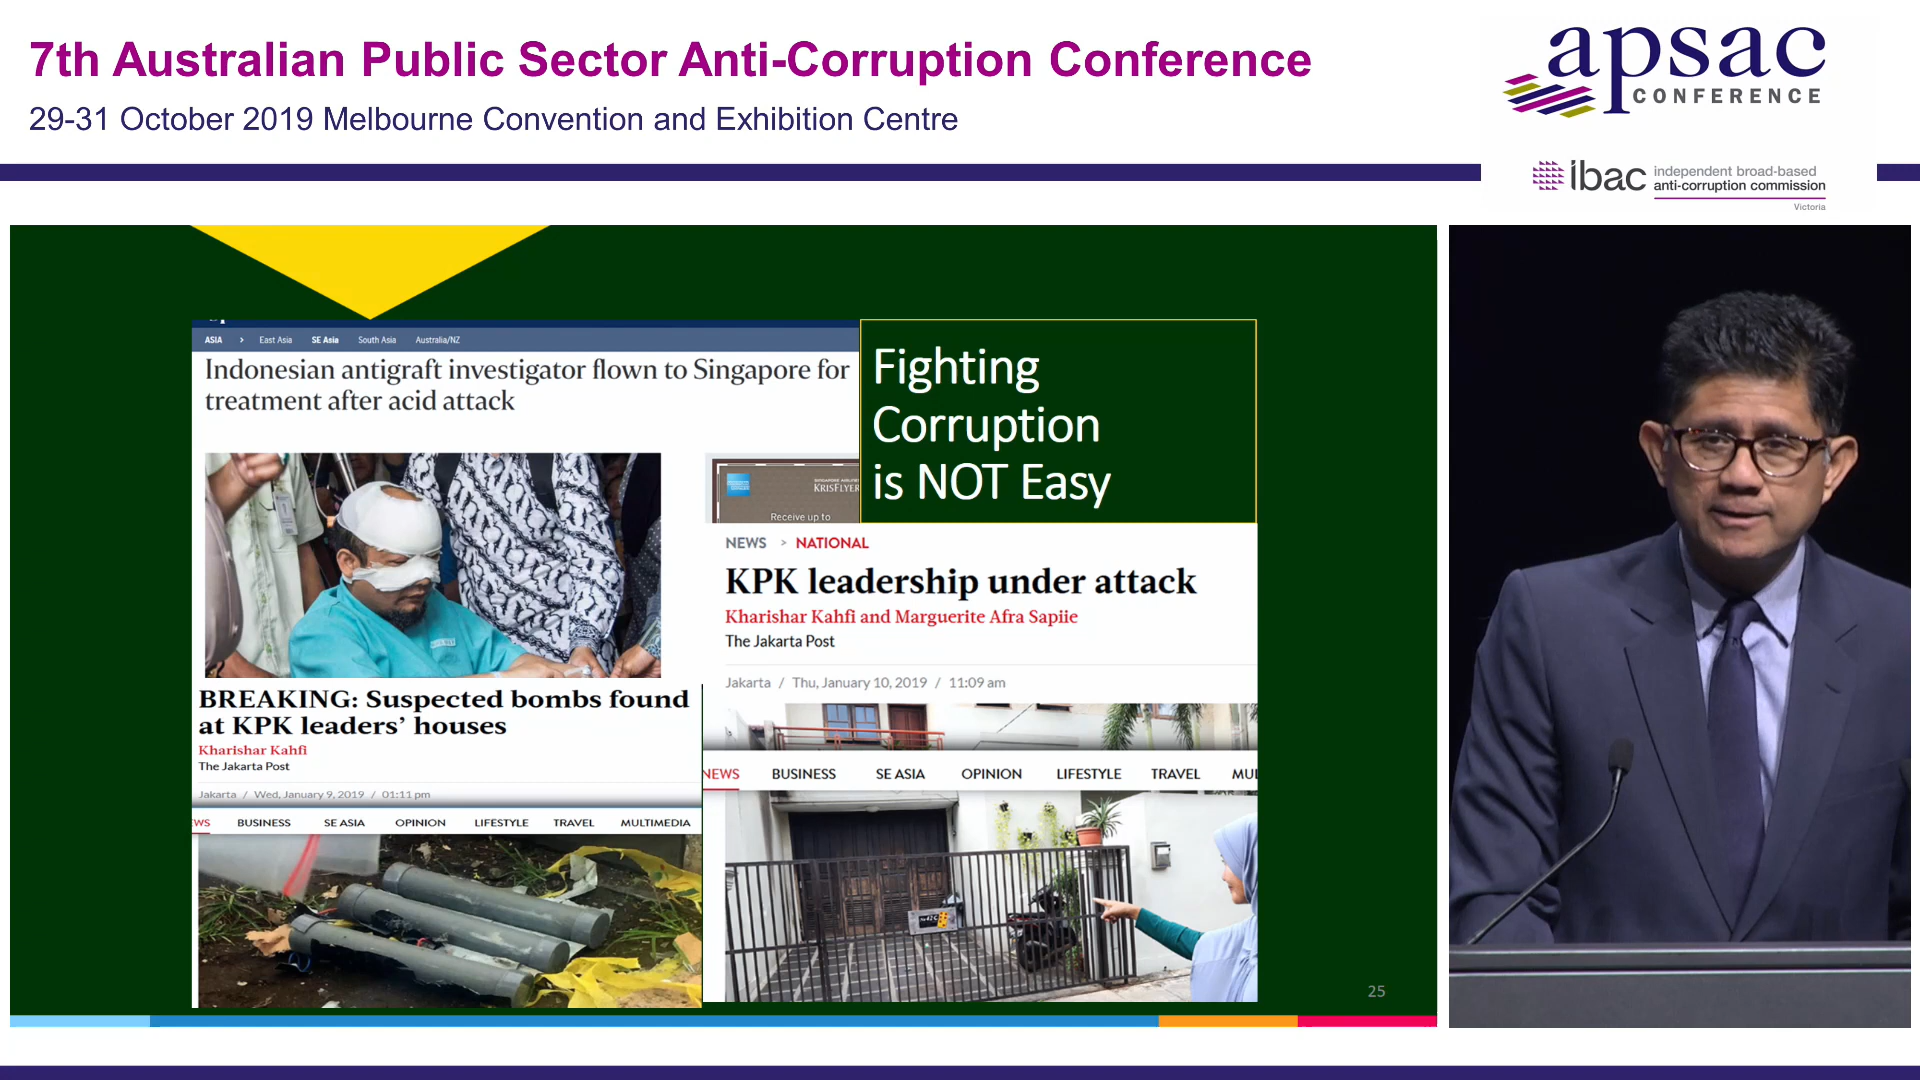 7th Australian Public Sector Anti-Corruption Conference
29-31 October 2019 Melbourne Convention and Exhibition Centre
apsac
CONFERENCE
ibac
independent broad-based
anti-corruption commission
Victoria
ASIA > East Asia SE Asia South Asia Australia/NZ
Indonesian antigraft investigator flown to Singapore for
treatment after acid attack
Fighting
Corruption
is NOT Easy
KRISFLYER
Receive up to
NEWS > NATIONAL
KPK leadership under attack
Kharishar Kahfi and Marguerite Afra Sapiie
The Jakarta Post
Jakarta / Thu, January 10, 2019 / 11:09 am
BREAKING: Suspected bombs found
at KPK leaders' houses
Kharishar Kahfi
The Jakarta Post
Jakarta / Wed, January 9, 2019 / 01:11 pm
NEWS BUSINESS SE ASIA OPINION LIFESTYLE TRAVEL MUL
WS BUSINESS SE ASIA OPINION LIFESTYLE TRAVEL MULTIMEDIA
25